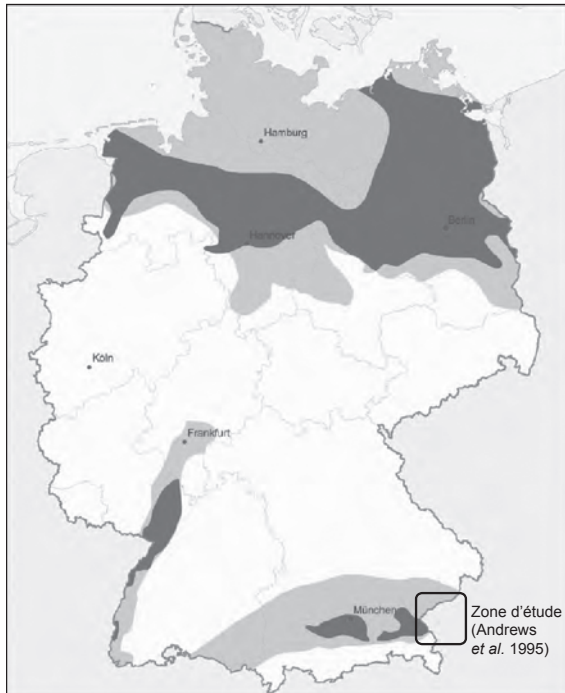 Hamburg
Berlin
Hannover
Köln
Frankfurt
München
Zone d'étude
(Andrews
et al. 1995)